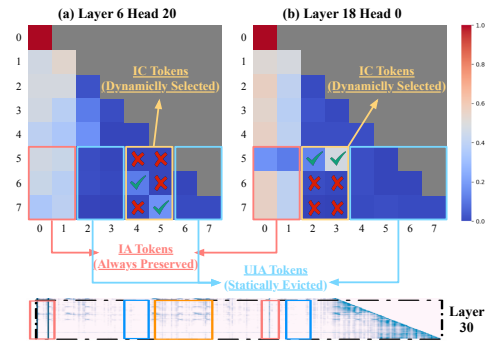 (a) Layer 6 Head 20
(b) Layer 18 Head 0
0
1
2
3
4
5
6
7
0 1 2 3 4 5 6 7
0 1 2 3 4 5 6 7
IC Tokens
(Dynamiclly Selected)
IC Tokens
(Dynamiclly Selected)
1.0
0.8
0.6
0.4
0.2
0.0
IA Tokens
(Always Preserved)
UIA Tokens
(Statically Evicted)
Layer
30